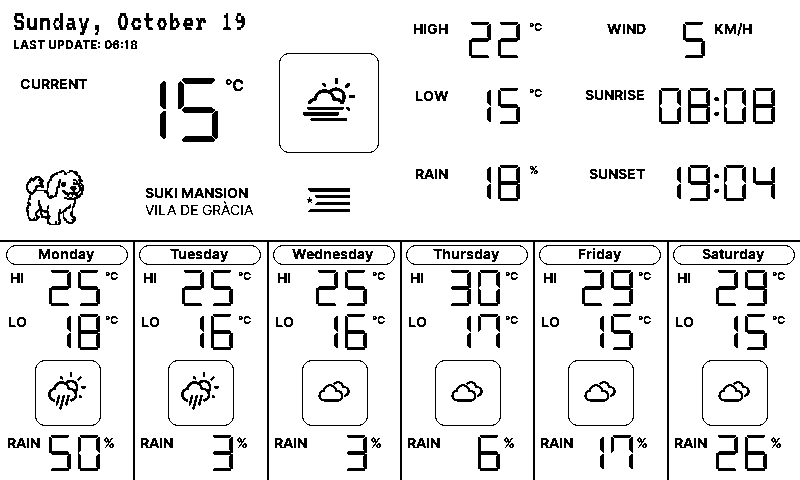 Sunday, October 19
LAST UPDATE: 06:18
CURRENT 15 °C
HIGH 22 °C
WIND 5 KM/H
LOW 15 °C
SUNRISE 08:08
RAIN 18 %
SUNSET 19:04
SUKI MANSION
VILA DE GRÀCIA
Monday
HI 25 °C
LO 18 °C
RAIN 50 %
Tuesday
HI 25 °C
LO 16 °C
RAIN 3 %
Wednesday
HI 25 °C
LO 16 °C
RAIN 3 %
Thursday
HI 30 °C
LO 17 °C
RAIN 6 %
Friday
HI 29 °C
LO 15 °C
RAIN 17 %
Saturday
HI 29 °C
LO 15 °C
RAIN 26 %